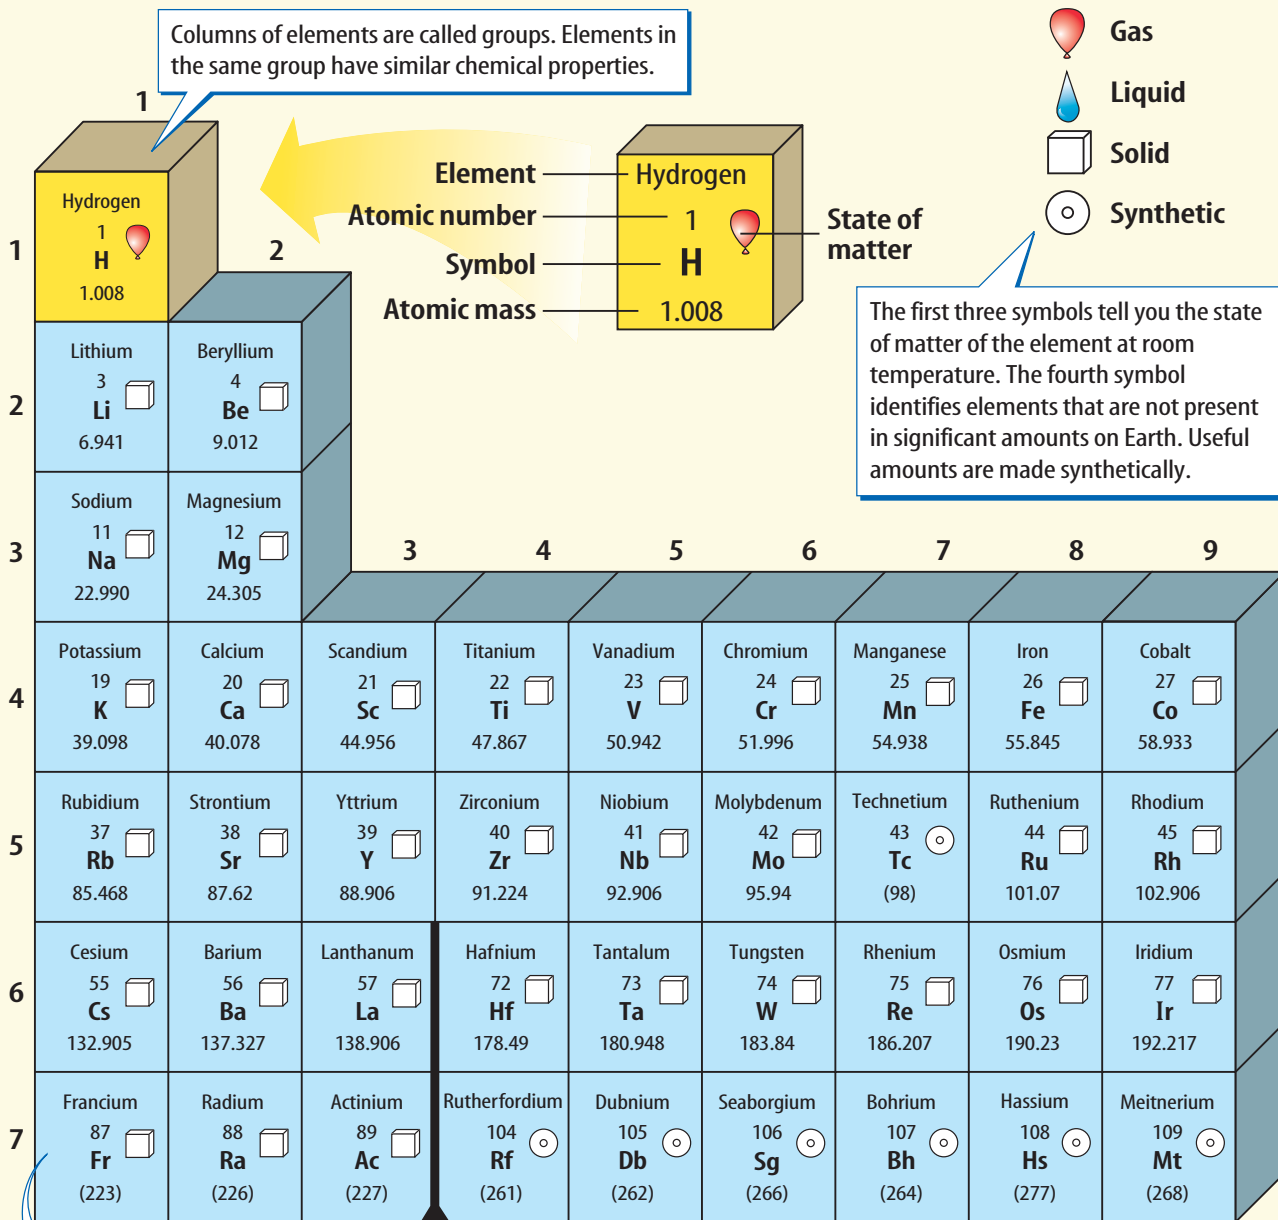 Columns of elements are called groups. Elements in
the same group have similar chemical properties.
Gas
Liquid
Solid
Synthetic
The first three symbols tell you the state
of matter of the element at room
temperature. The fourth symbol
identifies elements that are not present
in significant amounts on Earth. Useful
amounts are made synthetically.
Element
Atomic number
Symbol
Atomic mass
Hydrogen
1
H
1.008
State of
matter
1
2
3 4 5 6 7 8 9
1
Hydrogen
1
H
1.008
2
Lithium Beryllium
3 4
Li Be
6.941 9.012
3
Sodium Magnesium
11 12
Na Mg
22.990 24.305
4
Potassium Calcium Scandium Titanium Vanadium Chromium Manganese Iron Cobalt
19 20 21 22 23 24 25 26 27
K Ca Sc Ti V Cr Mn Fe Co
39.098 40.078 44.956 47.867 50.942 51.996 54.938 55.845 58.933
5
Rubidium Strontium Yttrium Zirconium Niobium Molybdenum Technetium Ruthenium Rhodium
37 38 39 40 41 42 43 44 45
Rb Sr Y Zr Nb Mo Tc Ru Rh
85.468 87.62 88.906 91.224 92.906 95.94 (98) 101.07 102.906
6
Cesium Barium Lanthanum Hafnium Tantalum Tungsten Rhenium Osmium Iridium
55 56 57 72 73 74 75 76 77
Cs Ba La Hf Ta W Re Os Ir
132.905 137.327 138.906 178.49 180.948 183.84 186.207 190.23 192.217
7
Francium Radium Actinium Rutherfordium Dubnium Seaborgium Bohrium Hassium Meitnerium
87 88 89 104 105 106 107 108 109
Fr Ra Ac Rf Db Sg Bh Hs Mt
(223) (226) (227) (261) (262) (266) (264) (277) (268)